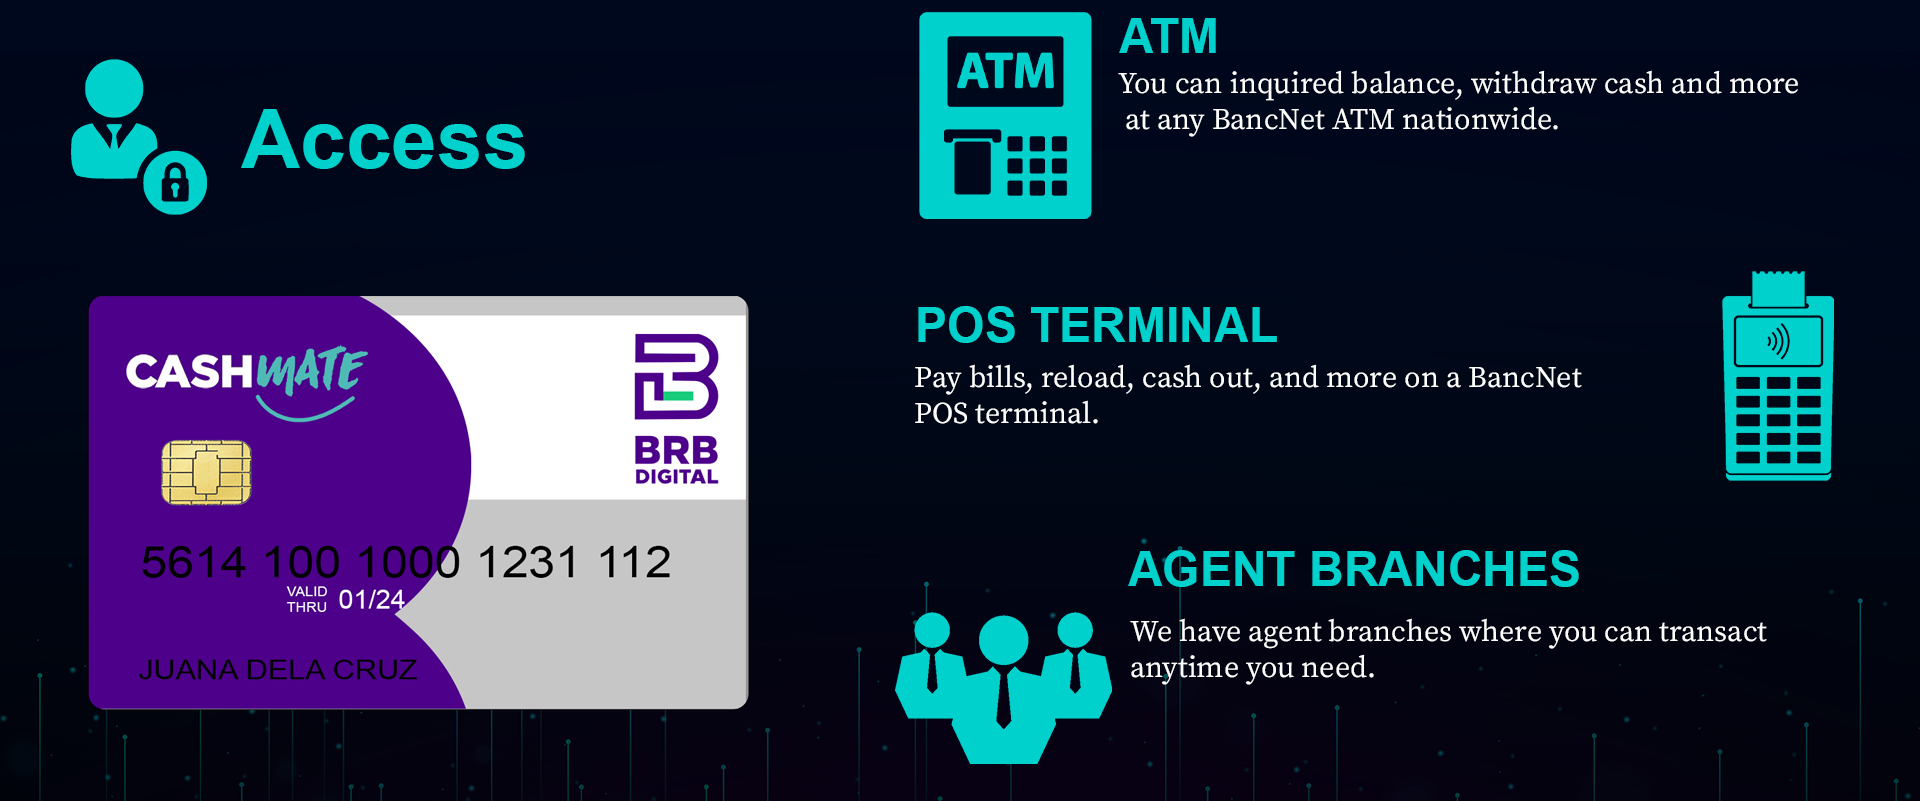 Access
CASHMATE
BRB
DIGITAL
5614 100 1000 1231 112
VALID
THRU 01/24
JUANA DELA CRUZ
ATM
ATM
You can inquired balance, withdraw cash and more
at any BancNet ATM nationwide.
POS TERMINAL
Pay bills, reload, cash out, and more on a BancNet
POS terminal.
AGENT BRANCHES
We have agent branches where you can transact
anytime you need.